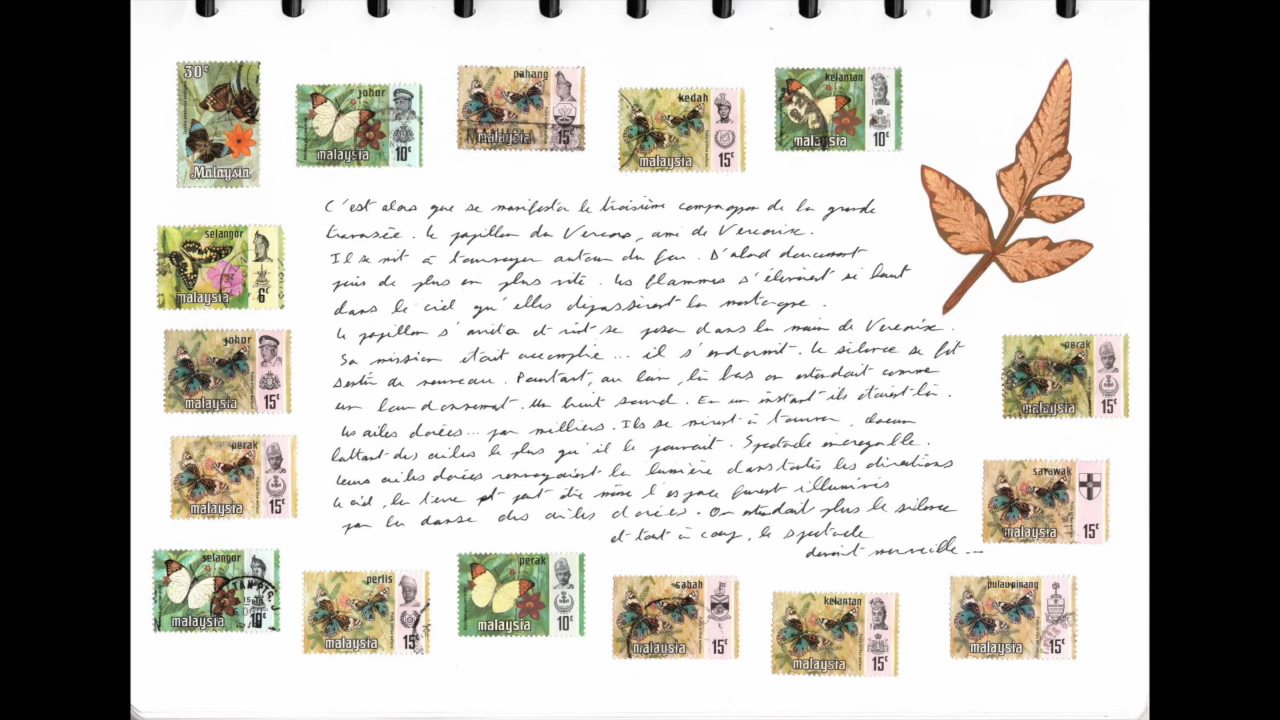 30c
Malaysia
johor
malaysia 10c
pahang
malaysia 15c
kedah
malaysia 15c
kelantan
malaysia 10c
C'est alors que se manifesta le troisième compagnon de la grande
traversée. Le papillon du Vercors, ami de
Il se mit à tournoyer autour du feu. D'abord doucement
puis de plus en plus vite. Les flammes s'élevèrent si haut
dans le ciel qu'elles dépassèrent la montagne.
Le papillon s'arrêta et vint se poser dans la main de
Sa mission était accomplie... il s'endormit. Le silence se fit
sentir de nouveau. Pourtant, au loin, là bas on entendait comme
un bourdonnement. Un bruit sourd. En un instant ils étaient là.
Les ailes dorées... par milliers. Ils se mirent à tourner, chacun
battant des ailes le plus qu'il le pouvait. Spectacle incroyable.
Leurs ailes dorées renvoyaient la lumière dans toutes les directions
le ciel, la terre et peut être même l'espace furent illuminés
par la danse des ailes dorées. On entendait plus le silence
et tout à coup, le spectacle
devint merveille...
selangor
malaysia 6c
johor
malaysia 15c
perak
malaysia 15c
perak
malaysia 15c
sarawak
malaysia 15c
selangor
malaysia 10c
perlis
malaysia 15c
perak
malaysia 10c
sabah
malaysia 15c
kelantan
malaysia 15c
pulau pinang
malaysia 15c